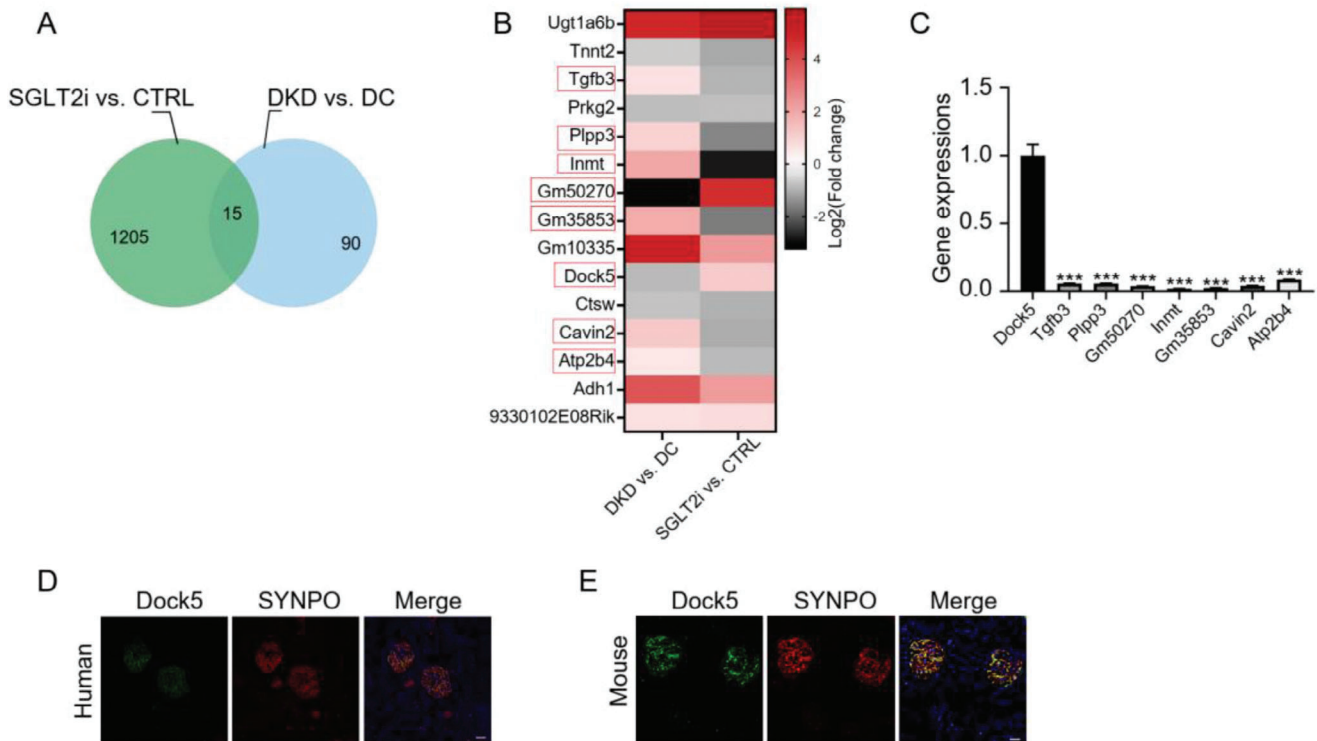 A
SGLT2i vs. CTRL
DKD vs. DC
1205
15
90
B
Ugt1a6b
Tnnt2
Tgfb3
Prkg2
Plpp3
Inmt
Gm50270
Gm35853
Gm10335
Dock5
Ctsw
Cavin2
Atp2b4
Adh1
9330102E08Rik
DKD vs. DC
SGLT2i vs. CTRL
4
2
0
-2
Log2(Fold change)
C
Gene expressions
1.5
1.0
0.5
0.0
*** *** *** *** *** *** ***
Dock5
Tgfb3
Plpp3
Gm50270
Inmt
Gm35853
Cavin2
Atp2b4
D
Dock5 SYNPO Merge
Human
E
Dock5 SYNPO Merge
Mouse